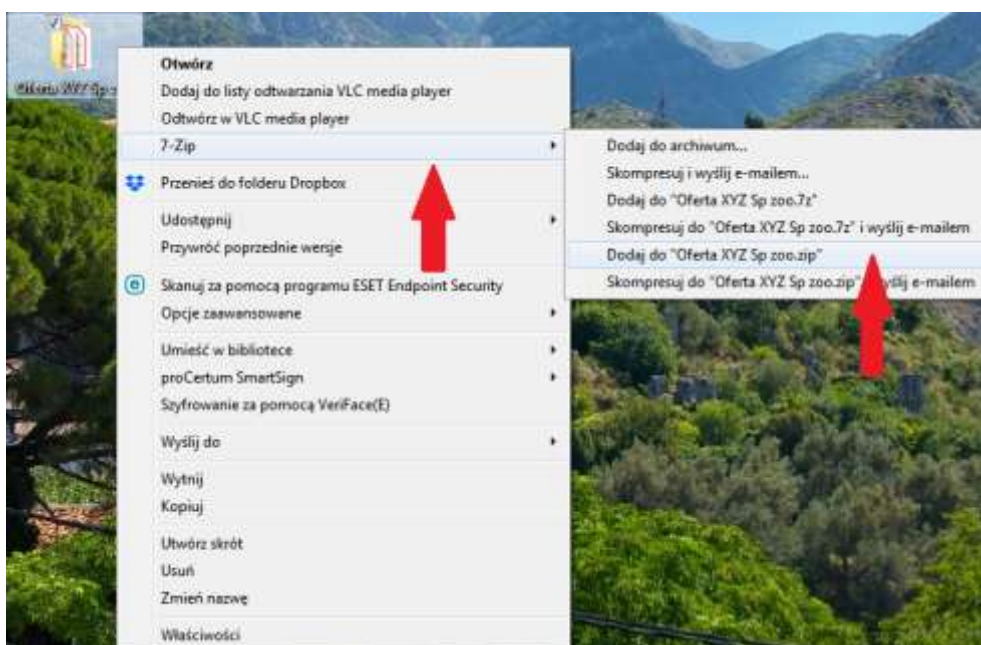 Oferta XYZ Sp
Otwórz
Dodaj do listy odtwarzania VLC media player
Odtwórz w VLC media player
7-Zip
Przenieś do folderu Dropbox
Udostępnij
Przywróć poprzednie wersje
Skanuj za pomocą programu ESET Endpoint Security
Opcje zaawansowane
Umieść w bibliotece
proCertum SmartSign
Szyfrowanie za pomocą VeriFace(E)
Wyślij do
Wytnij
Kopiuj
Utwórz skrót
Usuń
Zmień nazwę
Właściwości
Dodaj do archiwum...
Skompresuj i wyślij e-mailem...
Dodaj do "Oferta XYZ Sp zoo.7z"
Skompresuj do "Oferta XYZ Sp zoo.7z" i wyślij e-mailem
Dodaj do "Oferta XYZ Sp zoo.zip"
Skompresuj do "Oferta XYZ Sp zoo.zip" wyślij e-mailem